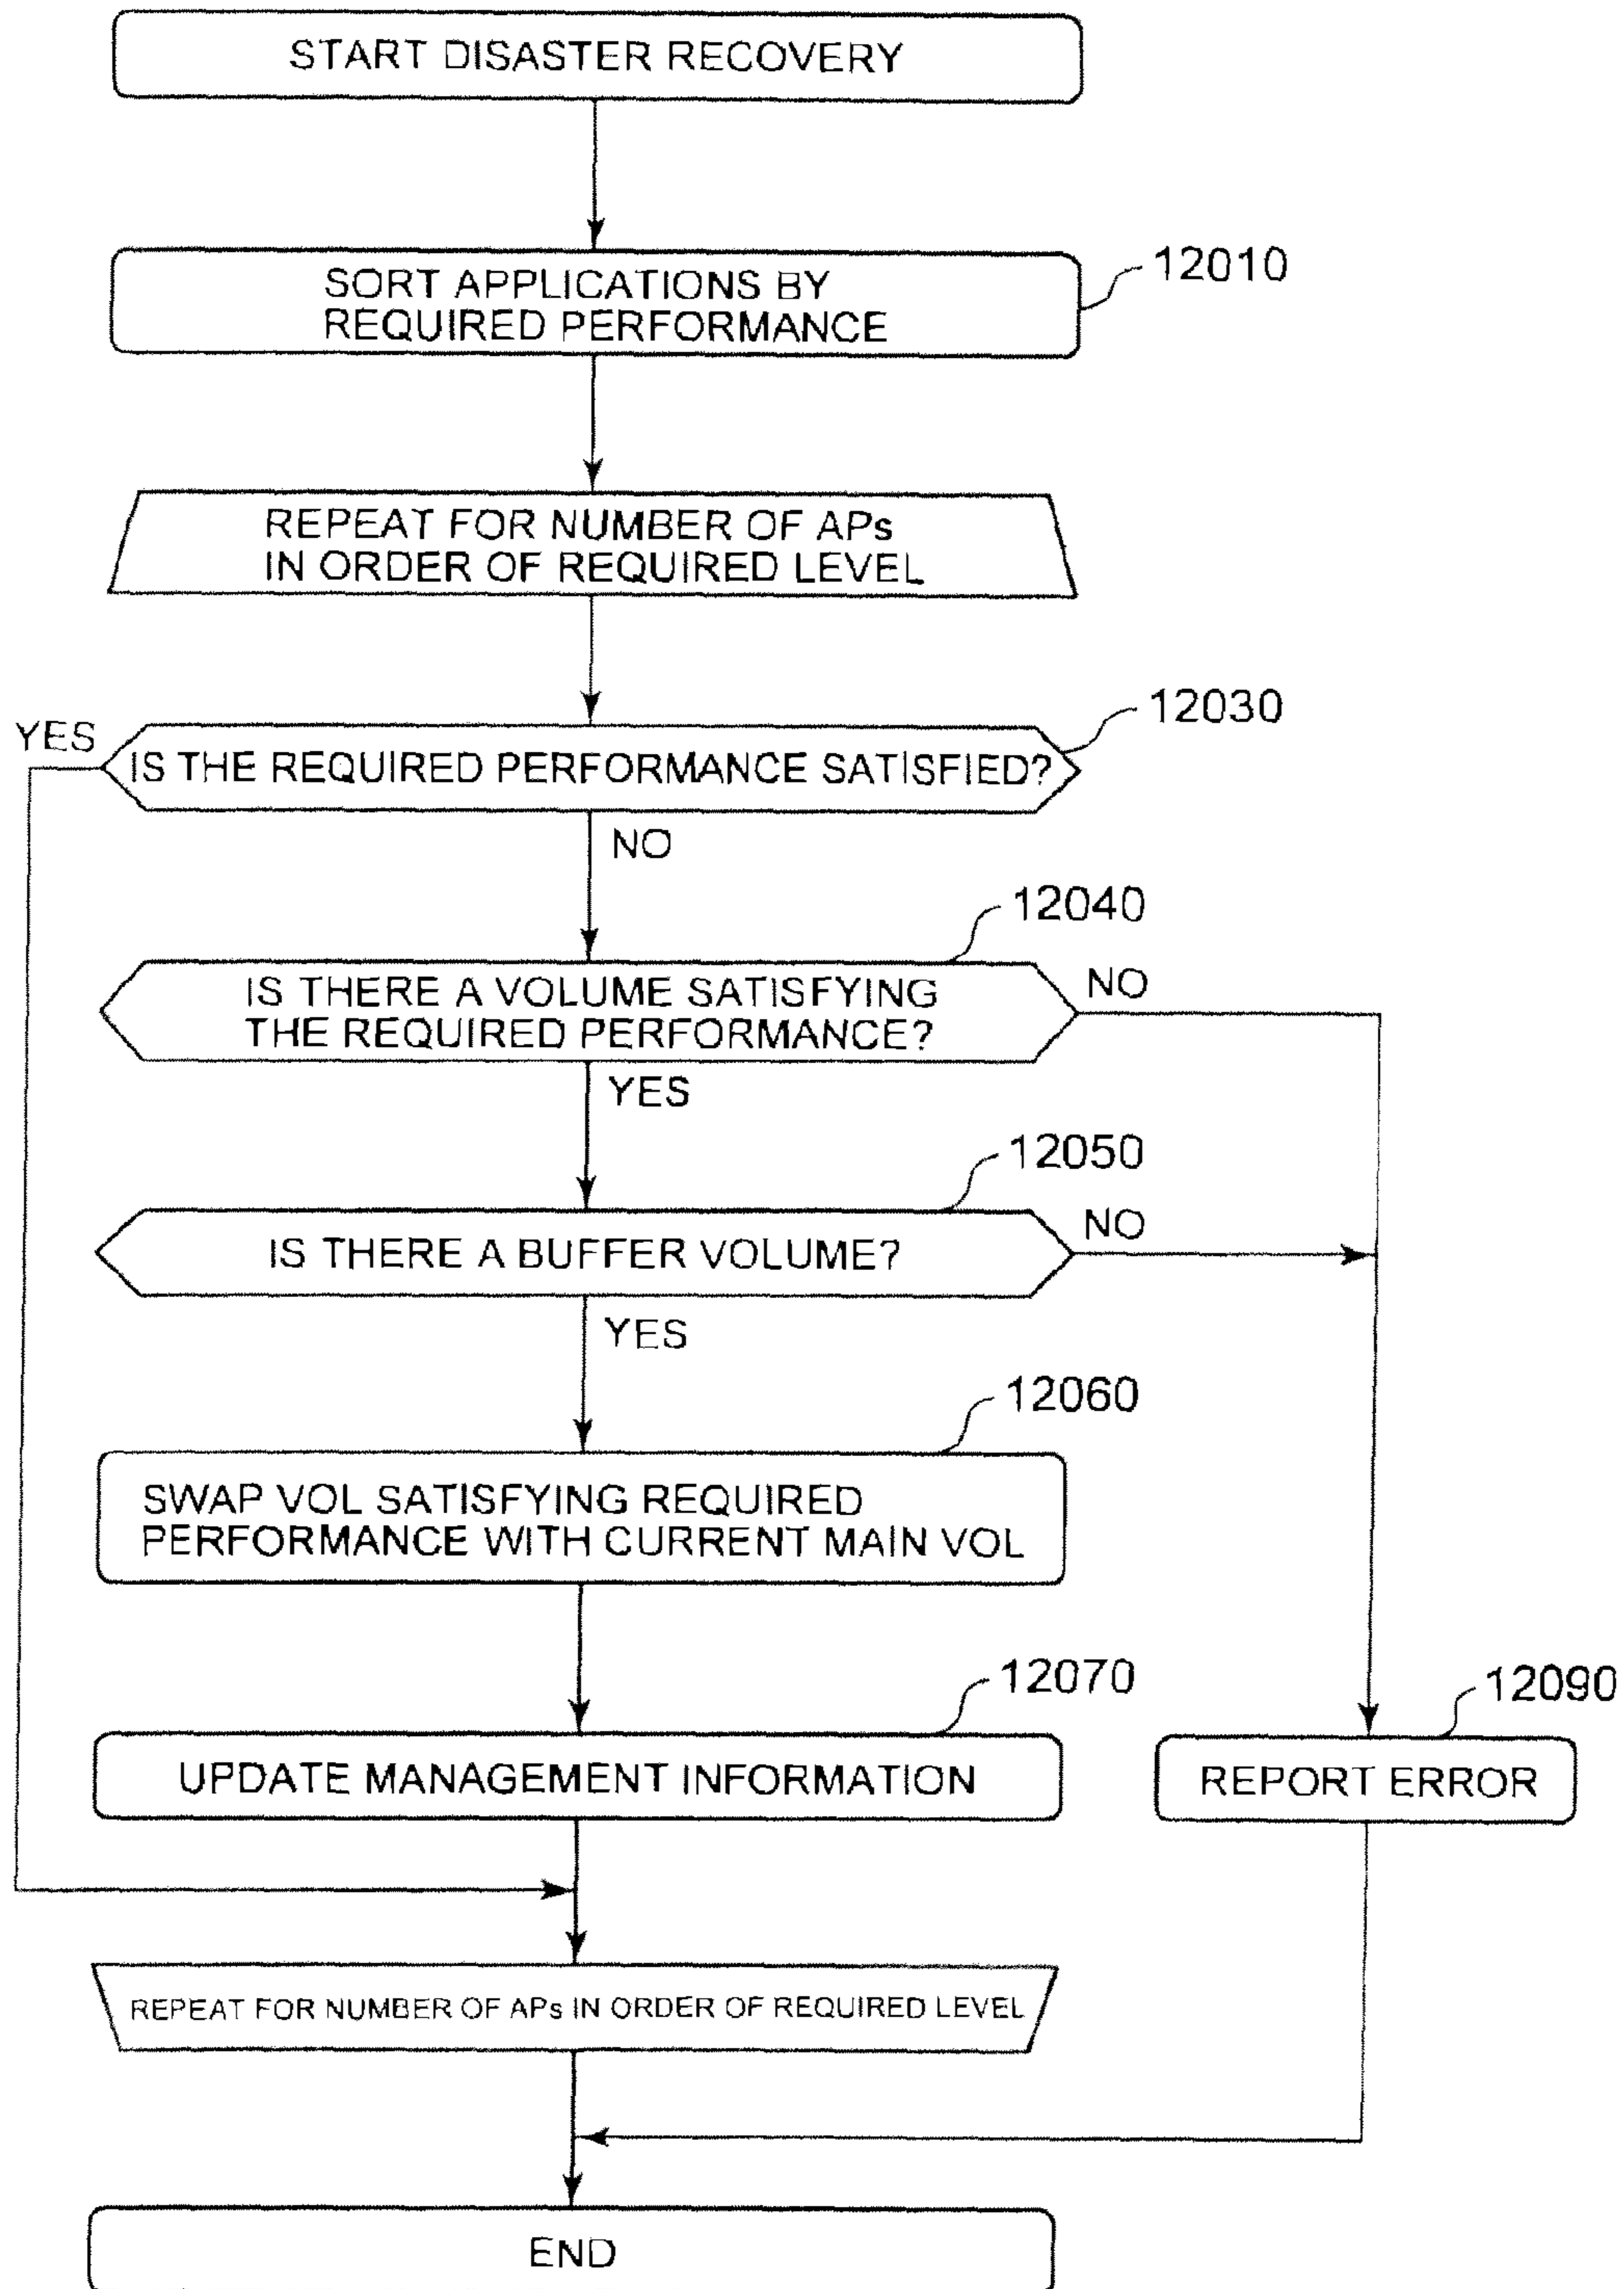 START DISASTER RECOVERY
12010
SORT APPLICATIONS BY
REQUIRED PERFORMANCE
REPEAT FOR NUMBER OF APs
IN ORDER OF REQUIRED LEVEL
12030
YES
IS THE REQUIRED PERFORMANCE SATISFIED?
NO
12040
IS THERE A VOLUME SATISFYING
THE REQUIRED PERFORMANCE?
NO
YES
12050
IS THERE A BUFFER VOLUME?
NO
YES
12060
SWAP VOL SATISFYING REQUIRED
PERFORMANCE WITH CURRENT MAIN VOL
12070
UPDATE MANAGEMENT INFORMATION
12090
REPORT ERROR
REPEAT FOR NUMBER OF APs IN ORDER OF REQUIRED LEVEL
END